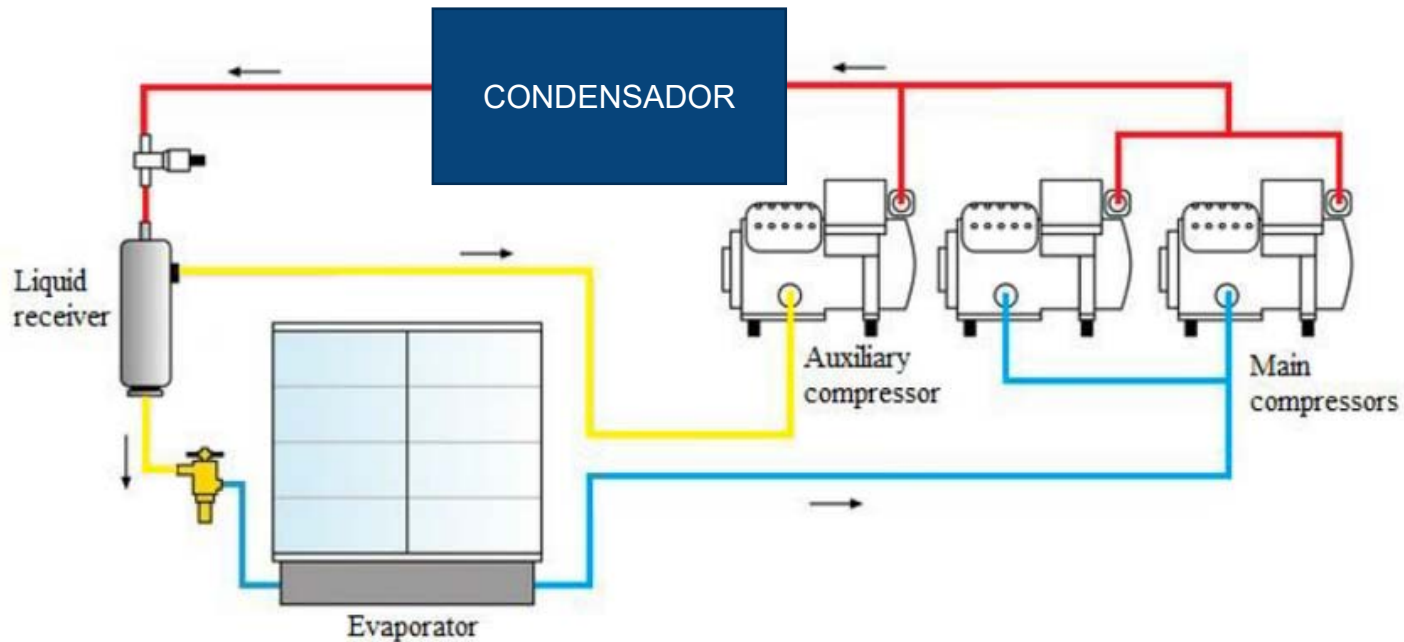 CONDENSADOR
Liquid
receiver
Auxiliary
compressor
Main
compressors
Evaporator